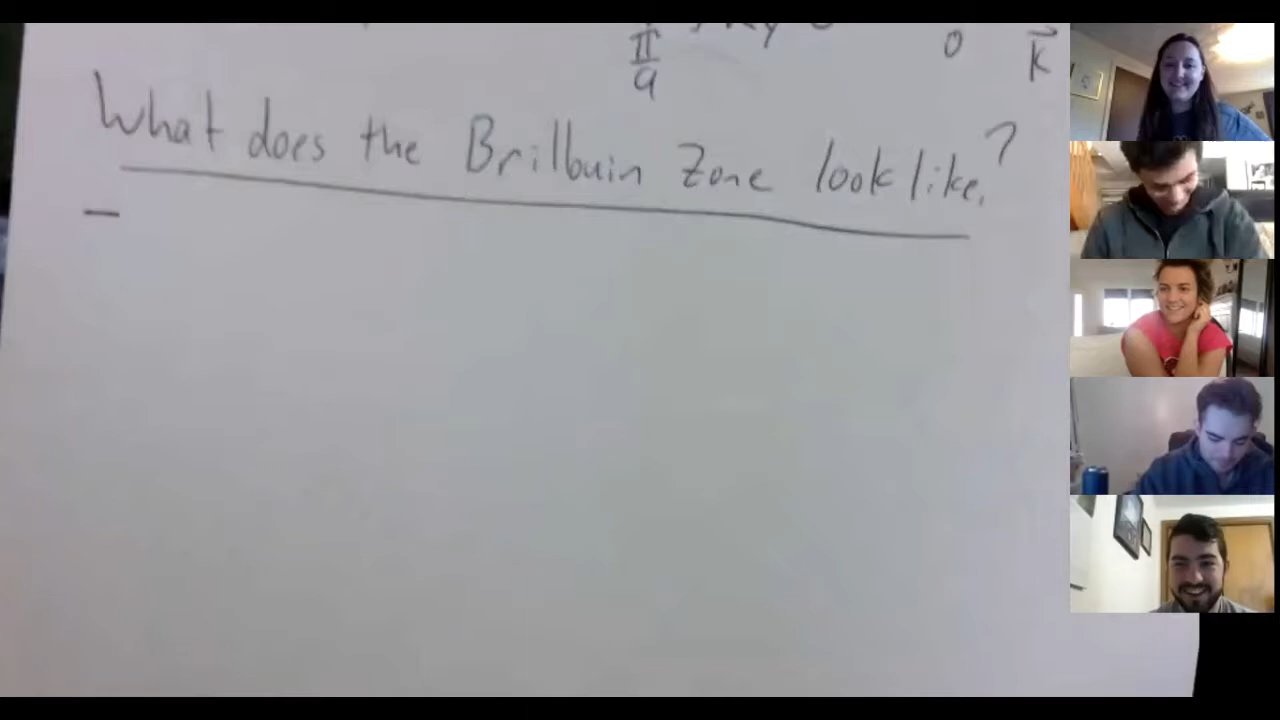 π/a 0 k⃗
What does the Brillouin Zone look like?
–